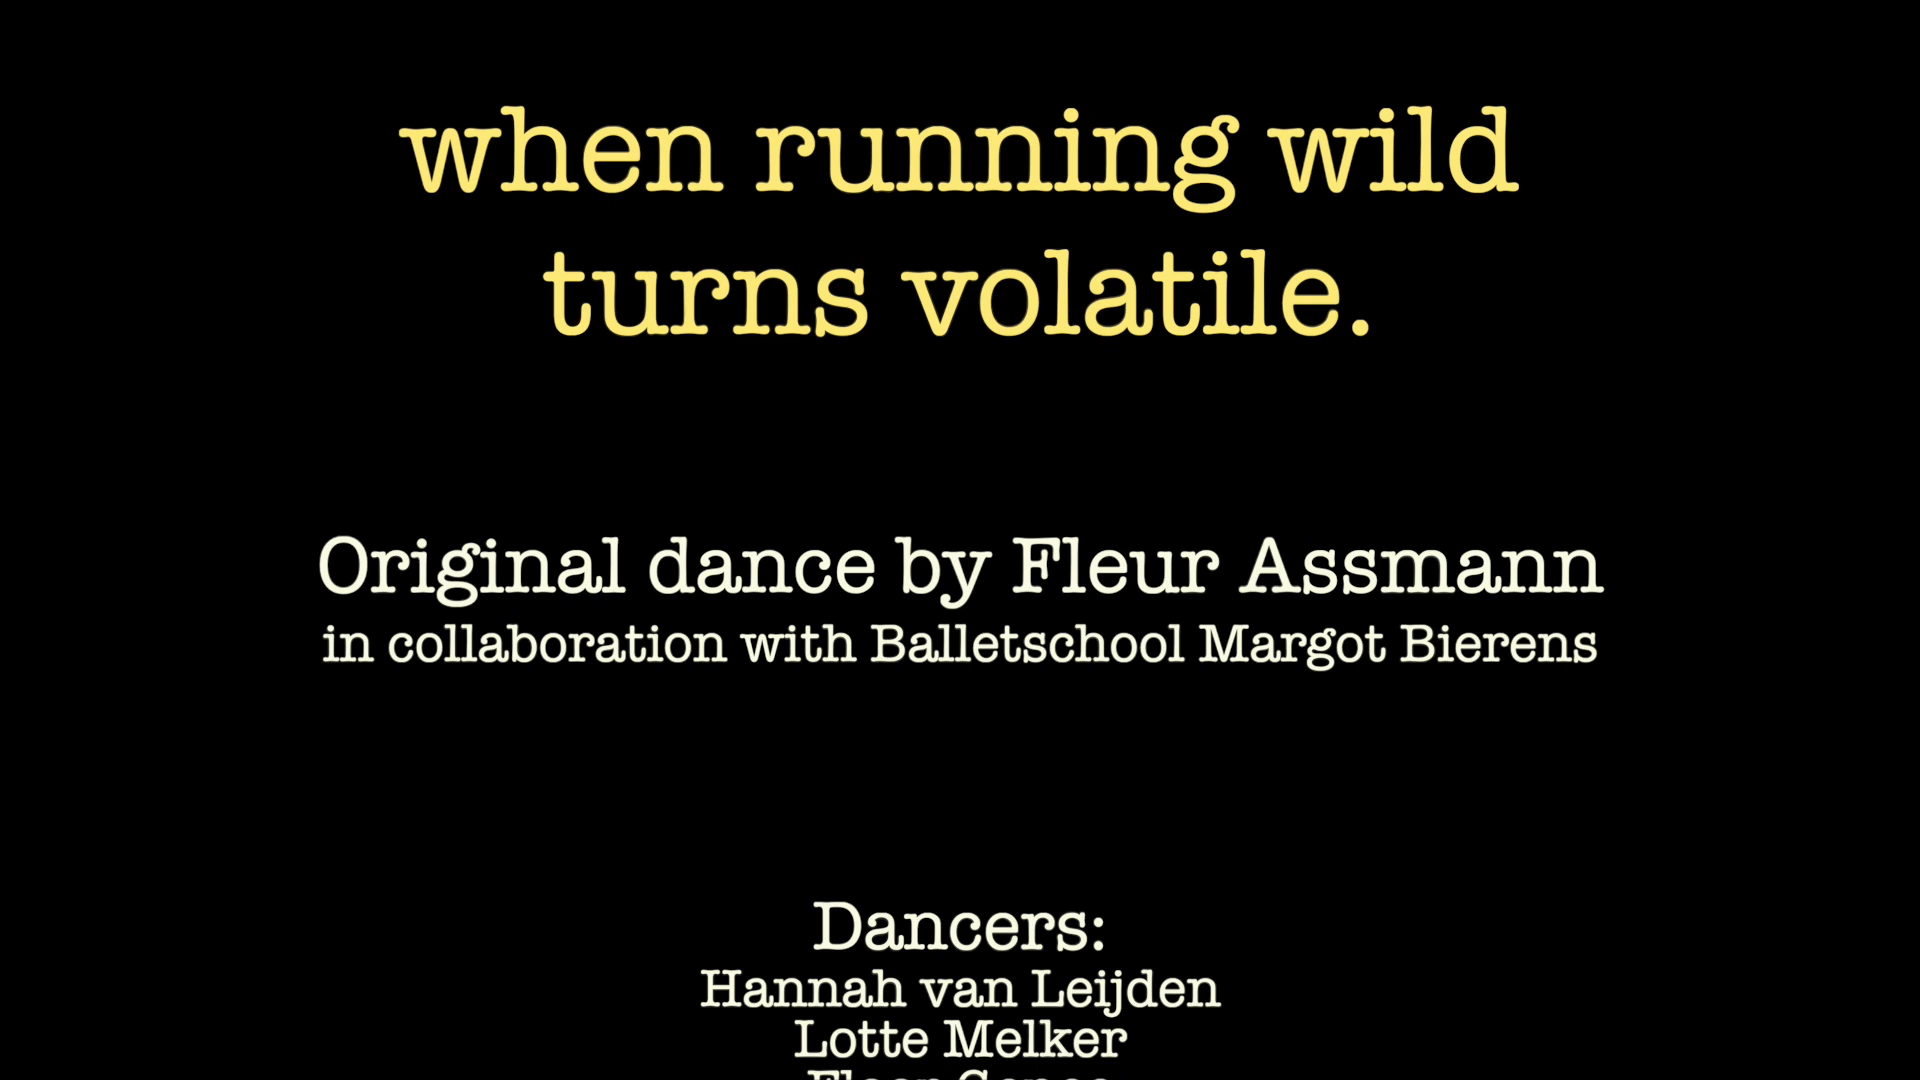 when running wild
turns volatile.
Original dance by Fleur Assmann
in collaboration with Balletschool Margot Bierens
Dancers:
Hannah van Leijden
Lotte Melker